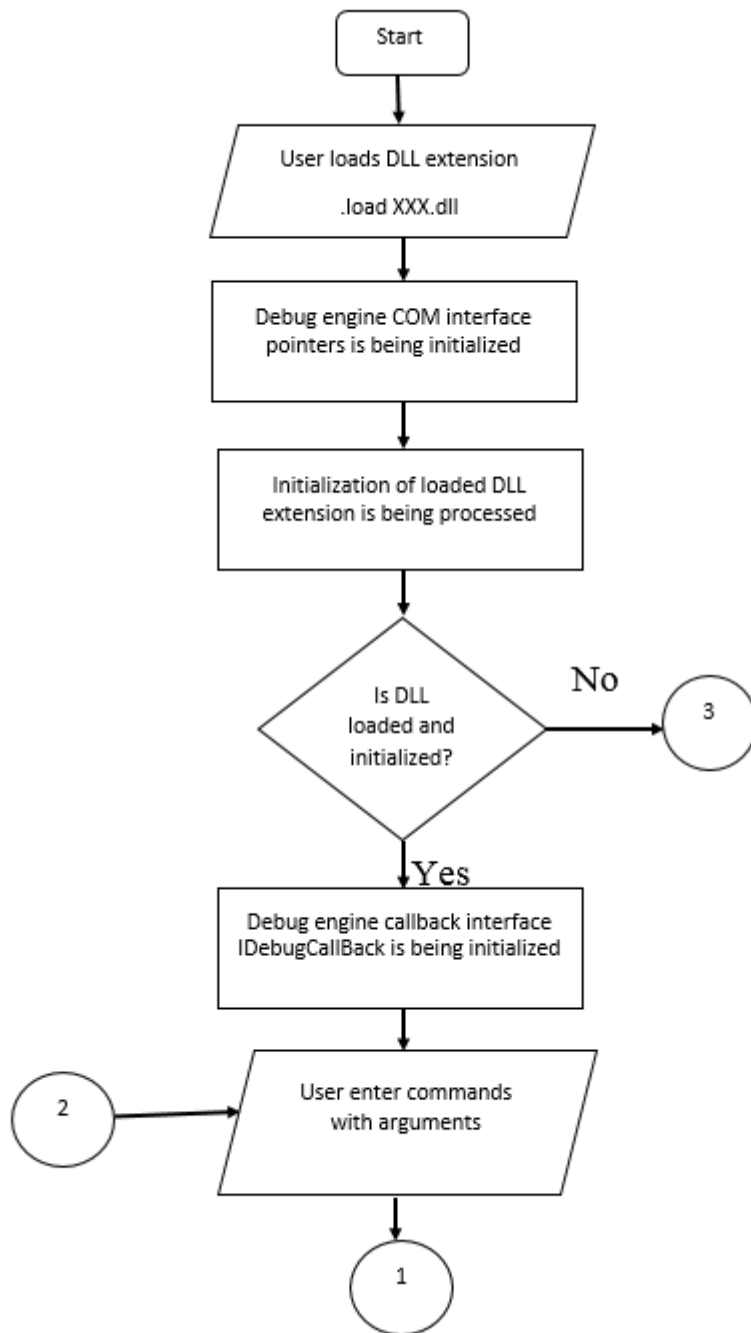 Start
User loads DLL extension
.load XXX.dll
Debug engine COM interface
pointers is being initialized
Initialization of loaded DLL
extension is being processed
Is DLL
loaded and
initialized?
No
3
Yes
Debug engine callback interface
IDebugCallBack is being initialized
2
User enter commands
with arguments
1